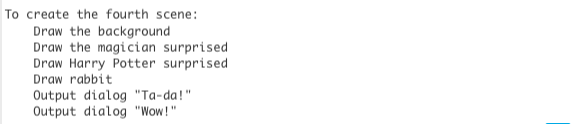 To create the fourth scene:
Draw the background
Draw the magician surprised
Draw Harry Potter surprised
Draw rabbit
Output dialog "Ta-da!"
Output dialog "Wow!"